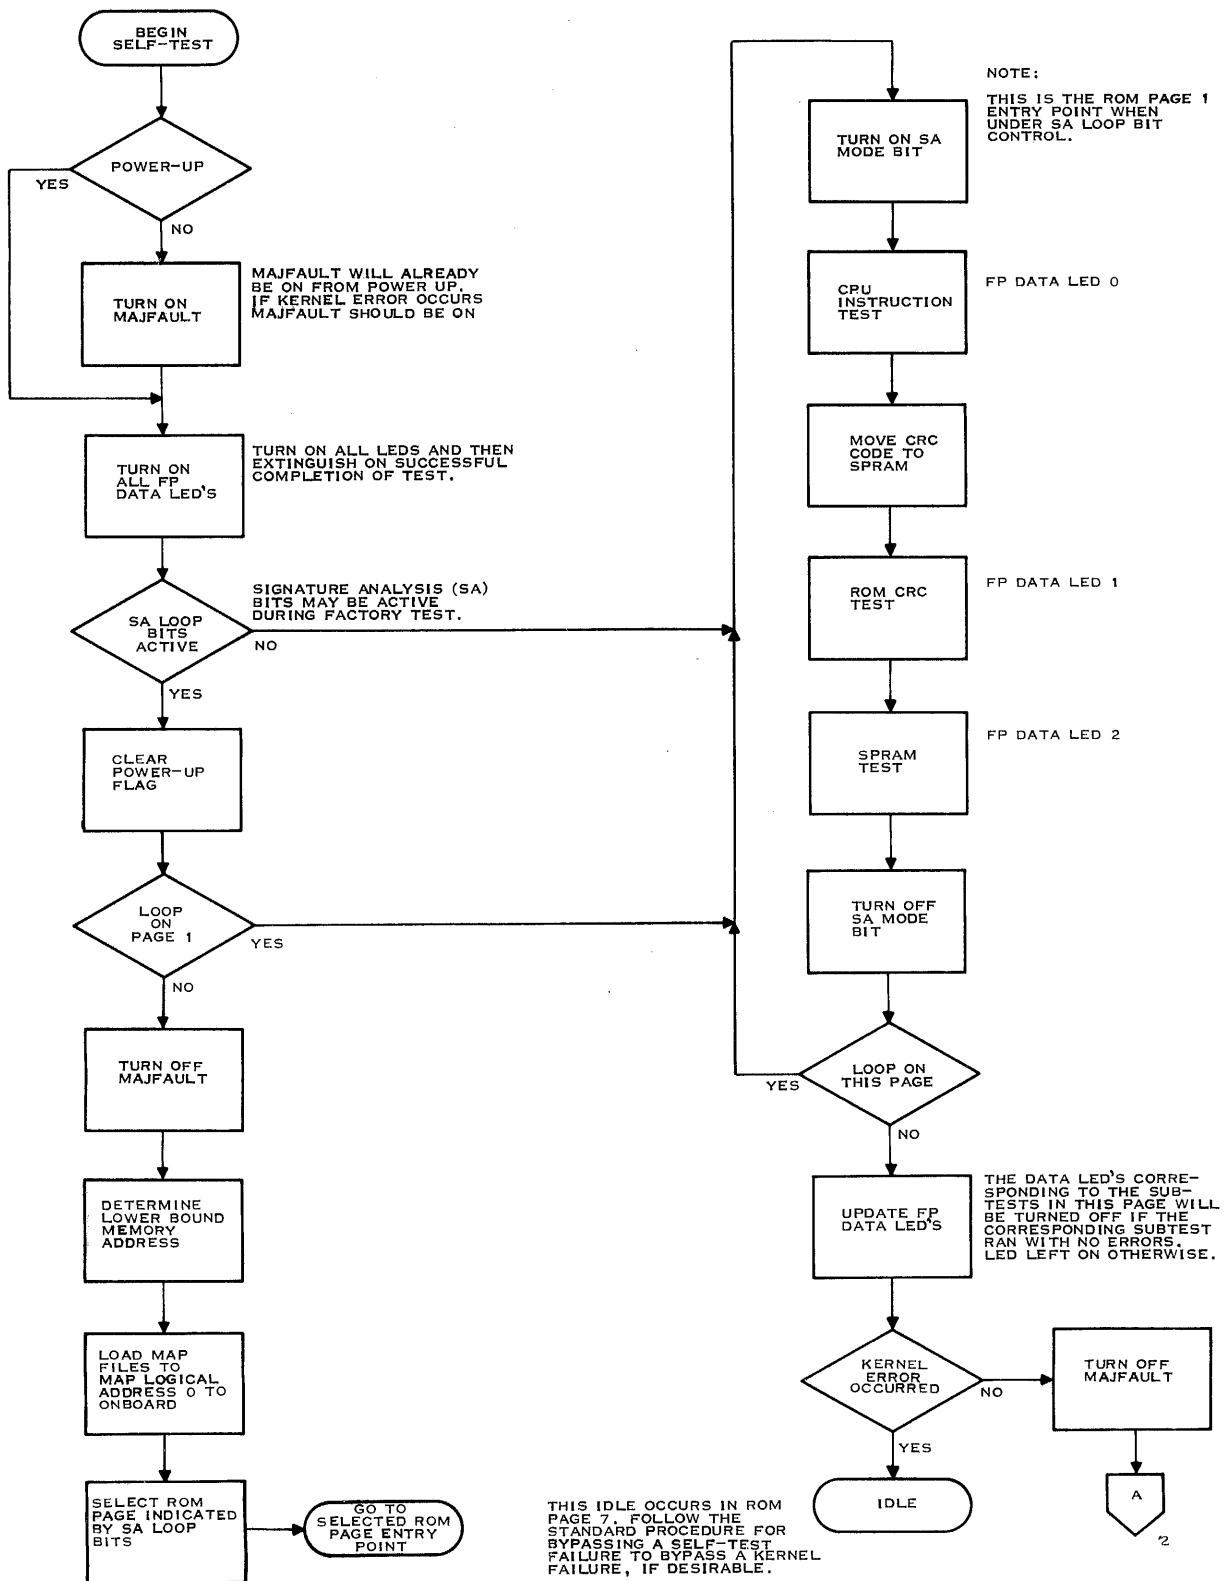 BEGIN
SELF-TEST
POWER-UP
YES
NO
TURN ON
MAJFAULT
MAJFAULT WILL ALREADY
BE ON FROM POWER UP.
IF KERNEL ERROR OCCURS
MAJFAULT SHOULD BE ON
TURN ON
ALL FP
DATA LED'S
TURN ON ALL LEDS AND THEN
EXTINGUISH ON SUCCESSFUL
COMPLETION OF TEST.
SA LOOP
BITS
ACTIVE
SIGNATURE ANALYSIS (SA)
BITS MAY BE ACTIVE
DURING FACTORY TEST.
NO
YES
CLEAR
POWER-UP
FLAG
LOOP
ON
PAGE 1
YES
NO
TURN OFF
MAJFAULT
DETERMINE
LOWER BOUND
MEMORY
ADDRESS
LOAD MAP
FILES TO
MAP LOGICAL
ADDRESS 0 TO
ONBOARD
SELECT ROM
PAGE INDICATED
BY SA LOOP
BITS
GO TO
SELECTED ROM
PAGE ENTRY
POINT
TURN ON SA
MODE BIT
NOTE:
THIS IS THE ROM PAGE 1
ENTRY POINT WHEN
UNDER SA LOOP BIT
CONTROL.
CPU
INSTRUCTION
TEST
FP DATA LED 0
MOVE CRC
CODE TO
SPRAM
ROM CRC
TEST
FP DATA LED 1
SPRAM
TEST
FP DATA LED 2
TURN OFF
SA MODE
BIT
LOOP ON
THIS PAGE
YES
NO
UPDATE FP
DATA LED'S
THE DATA LED'S CORRE-
SPONDING TO THE SUB-
TESTS IN THIS PAGE WILL
BE TURNED OFF IF THE
CORRESPONDING SUBTEST
RAN WITH NO ERRORS.
LED LEFT ON OTHERWISE.
KERNEL
ERROR
OCCURRED
NO
YES
TURN OFF
MAJFAULT
A
2
IDLE
THIS IDLE OCCURS IN ROM
PAGE 7. FOLLOW THE
STANDARD PROCEDURE FOR
BYPASSING A SELF-TEST
FAILURE TO BYPASS A KERNEL
FAILURE, IF DESIRABLE.